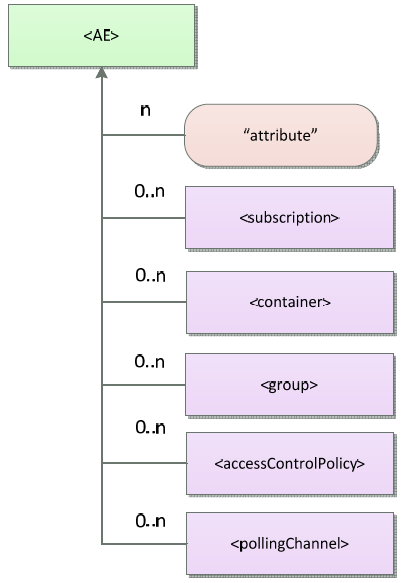 <AE>
n
“attribute”
0..n
<subscription>
0..n
<container>
0..n
<group>
0..n
<accessControlPolicy>
0..n
<pollingChannel>